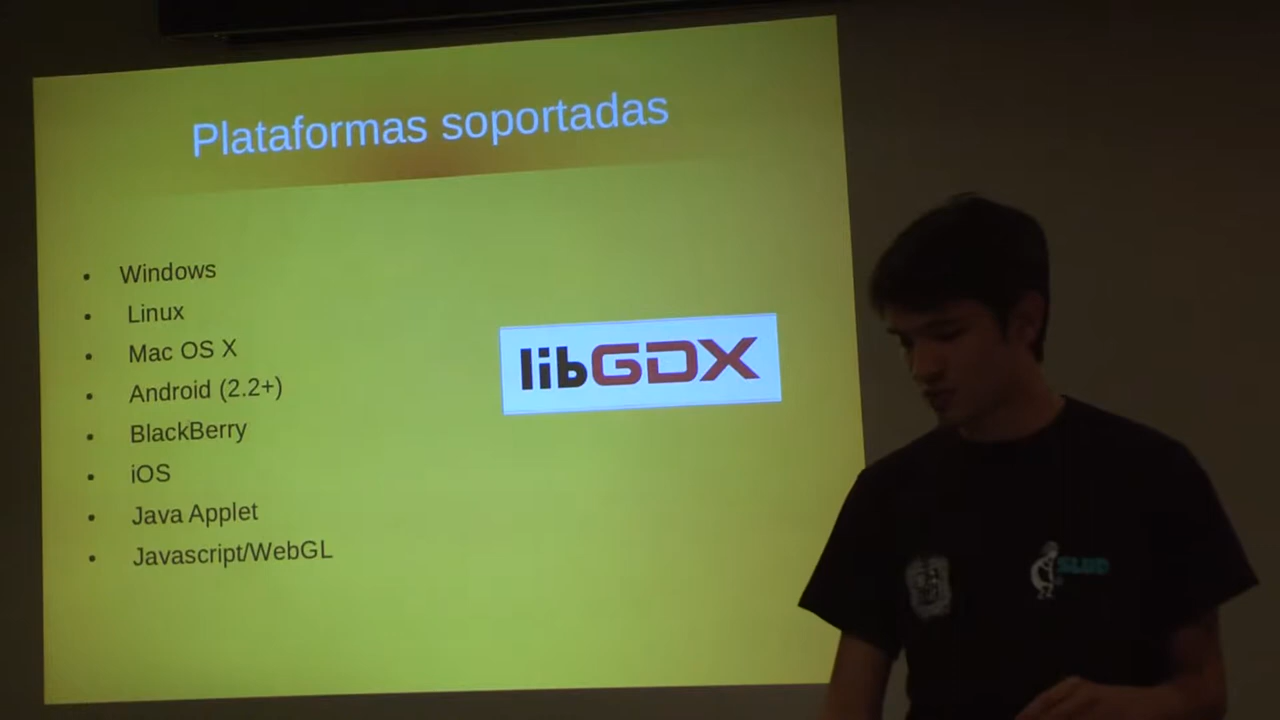 Plataformas soportadas
• Windows
• Linux
• Mac OS X
• Android (2.2+)
• BlackBerry
• iOS
• Java Applet
• Javascript/WebGL
libGDX